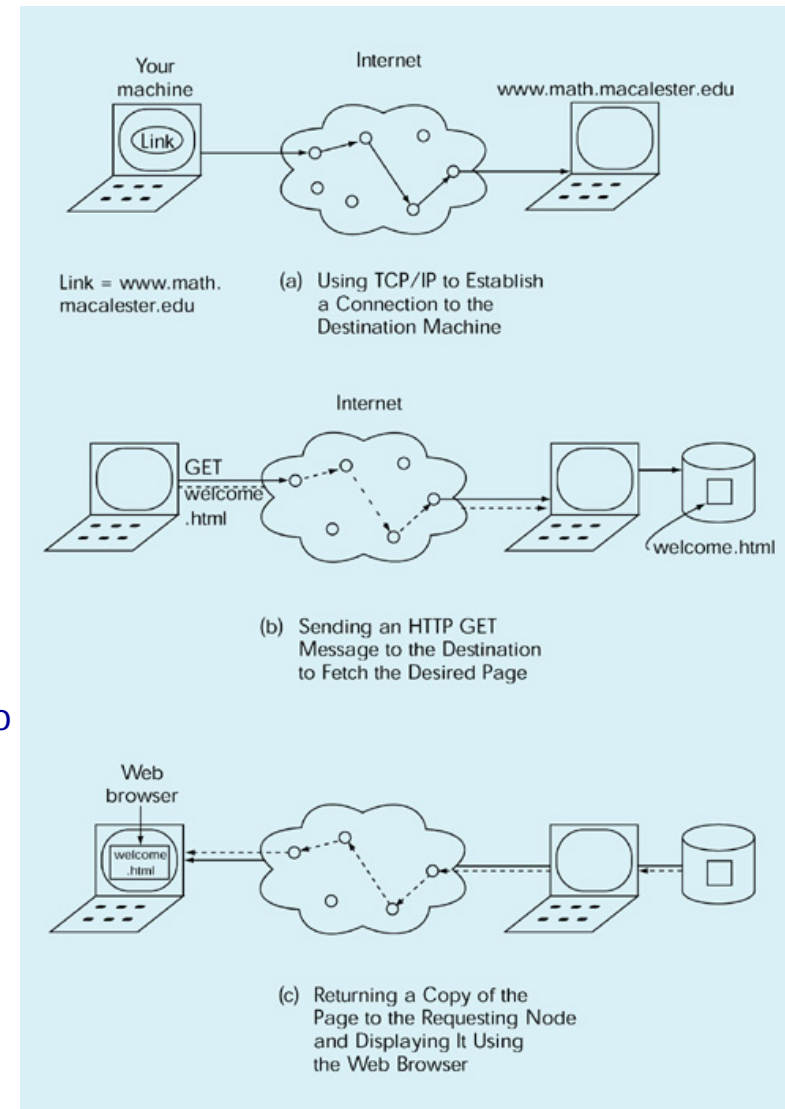 Your
machine
Internet
www.math.macalester.edu
Link
Link = www.math.
macalester.edu
(a) Using TCP/IP to Establish
a Connection to the
Destination Machine
Internet
GET
welcome
.html
welcome.html
(b) Sending an HTTP GET
Message to the Destination
to Fetch the Desired Page
o
Web
browser
welcome
.html
(c) Returning a Copy of the
Page to the Requesting Node
and Displaying It Using
the Web Browser